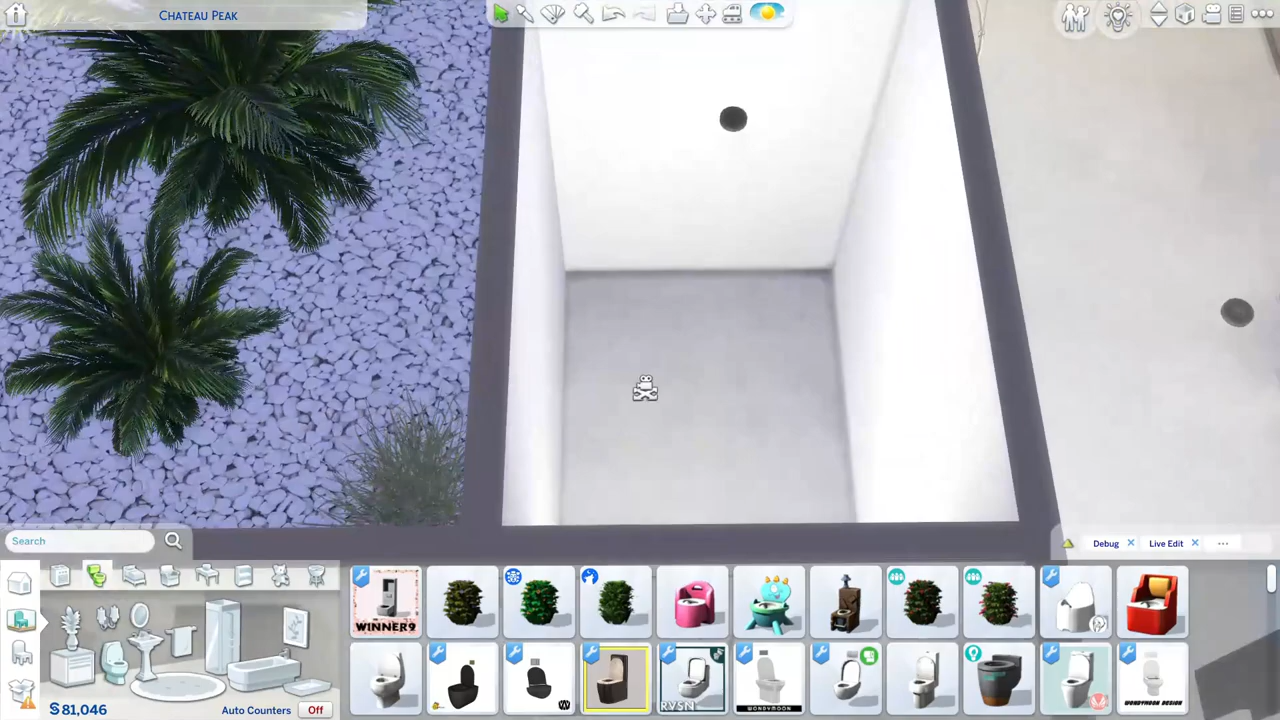 CHATEAU PEAK
Search
Debug
Live Edit
WINNER9
RVSN
WONDYMOON
W
WONDYMOON DESIGN
$81,046
Auto Counters
Off